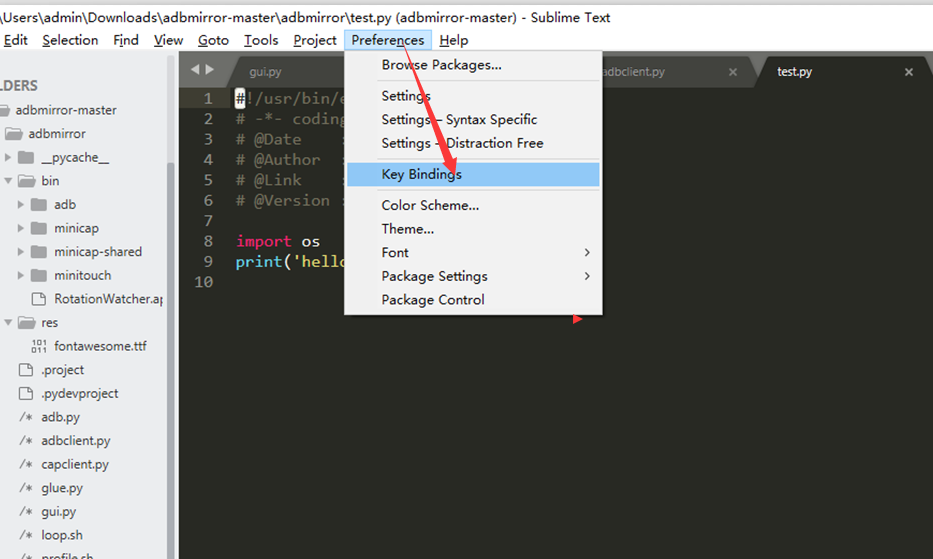 \Users\admin\Downloads\adbmirror-master\adbmirror\test.py (adbmirror-master) - Sublime Text
Edit Selection Find View Goto Tools Project Preferences Help
LDERS
adbmirror-master
adbmirror
__pycache__
bin
adb
minicap
minicap-shared
minitouch
RotationWatcher.ap
res
fontawesome.ttf
.project
.pydevproject
/* adb.py
/* adbclient.py
/* capclient.py
/* glue.py
/* gui.py
/* loop.sh
/* profile.sh
gui.py
adbclient.py
test.py
1 #!/usr/bin/e
2 # -*- coding
3 # @Date :
4 # @Author :
5 # @Link :
6 # @Version :
7
8 import os
9 print('hello
10
Browse Packages...
Settings
Settings – Syntax Specific
Settings – Distraction Free
Key Bindings
Color Scheme...
Theme...
Font
Package Settings
Package Control